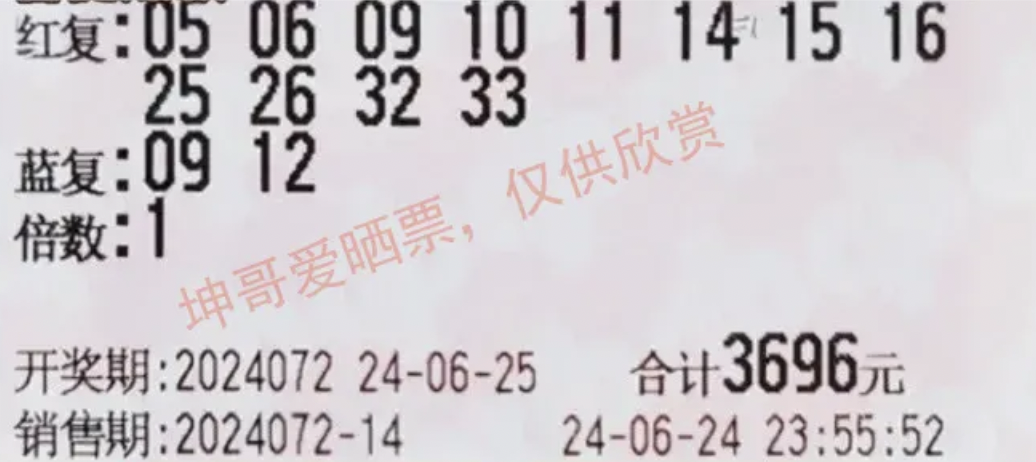 红复:05 06 09 10 11 14 15 16
25 26 32 33
蓝复:09 12
倍数:1
坤哥爱晒票，仅供欣赏
开奖期:2024072 24-06-25 合计3696元
销售期:2024072-14 24-06-24 23:55:52